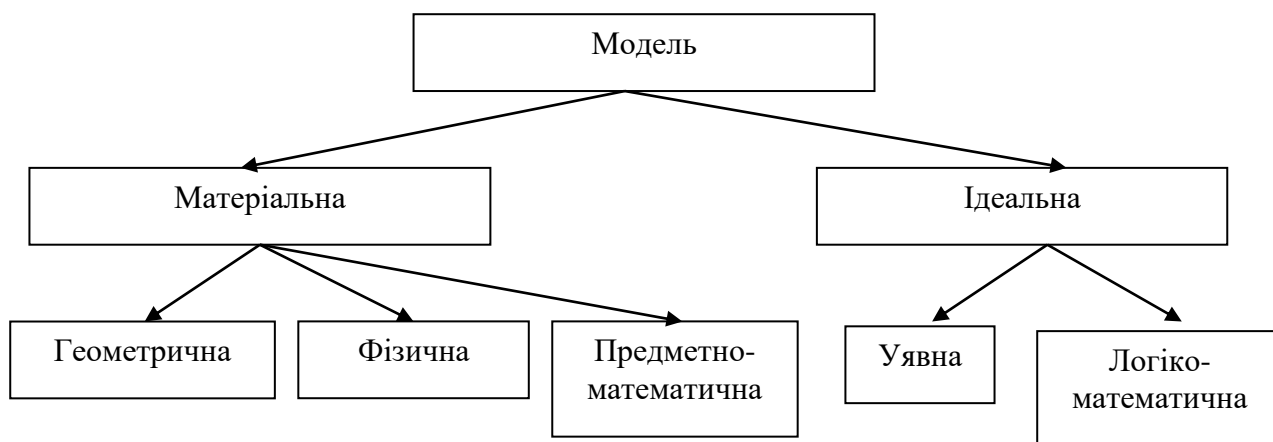 Модель
Матеріальна
Ідеальна
Геометрична
Фізична
Предметно-
математична
Уявна
Логіко-
математична